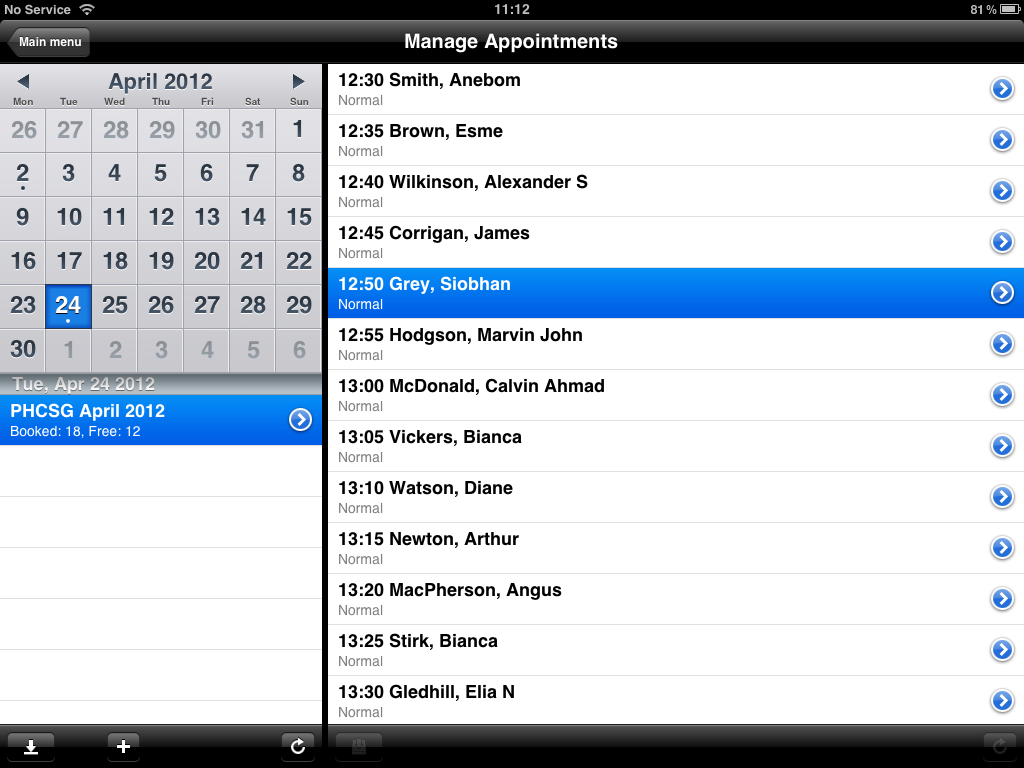 No Service 11:12 81%
Main menu Manage Appointments
April 2012
Mon Tue Wed Thu Fri Sat Sun
26 27 28 29 30 31 1
2 3 4 5 6 7 8
9 10 11 12 13 14 15
16 17 18 19 20 21 22
23 24 25 26 27 28 29
30 1 2 3 4 5 6
Tue, Apr 24 2012
PHCSG April 2012
Booked: 18, Free: 12
12:30 Smith, Anebom
Normal
12:35 Brown, Esme
Normal
12:40 Wilkinson, Alexander S
Normal
12:45 Corrigan, James
Normal
12:50 Grey, Siobhan
Normal
12:55 Hodgson, Marvin John
Normal
13:00 McDonald, Calvin Ahmad
Normal
13:05 Vickers, Bianca
Normal
13:10 Watson, Diane
Normal
13:15 Newton, Arthur
Normal
13:20 MacPherson, Angus
Normal
13:25 Stirk, Bianca
Normal
13:30 Gledhill, Elia N
Normal